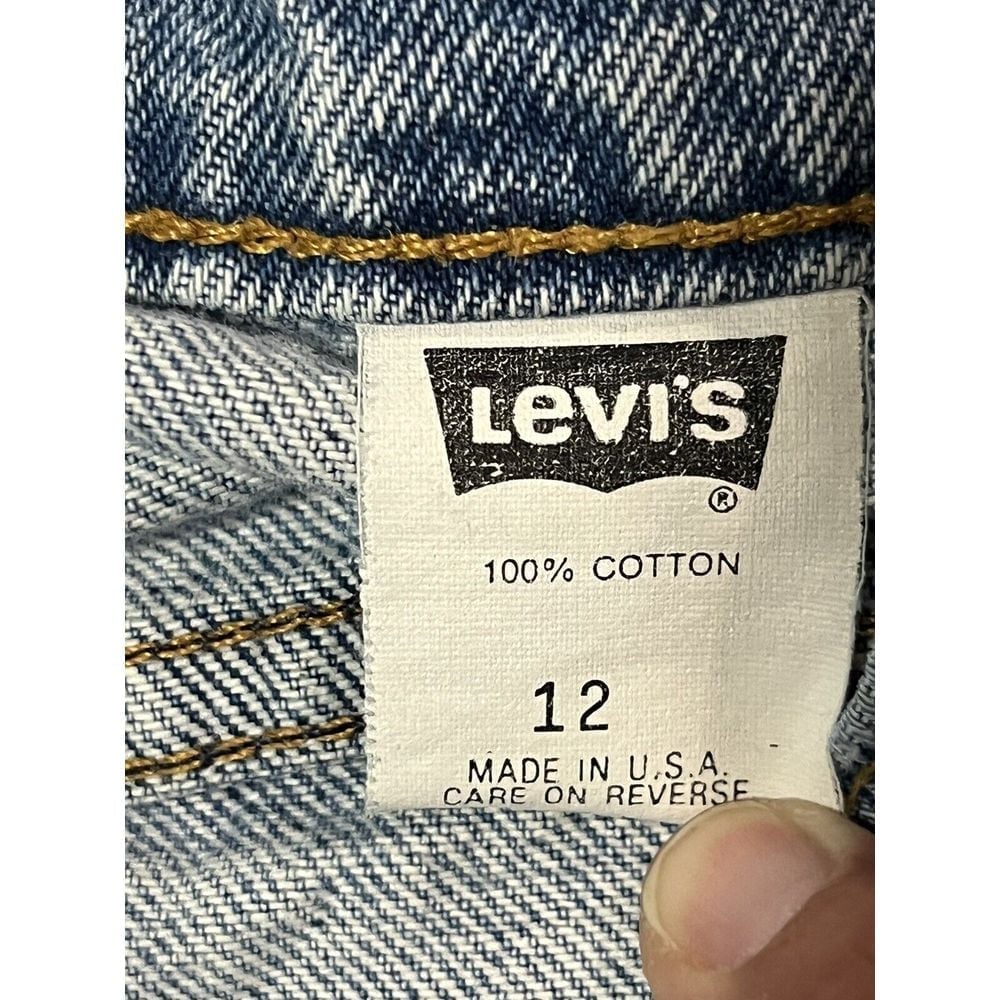 Levi's
®
100% COTTON
12
MADE IN U.S.A.
CARE ON REVERSE